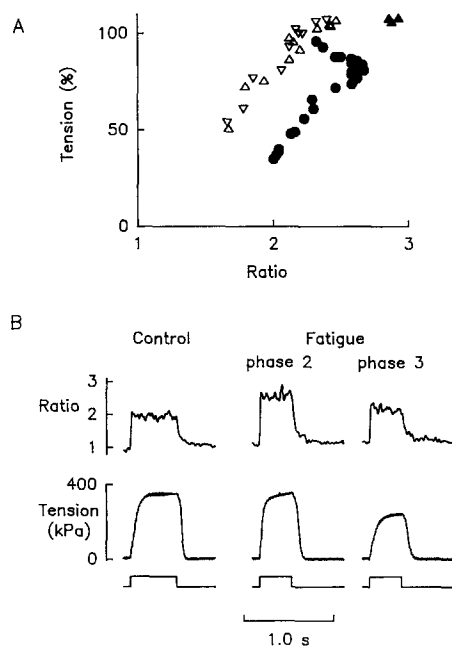 A
100
50
0
Tension (%)
1
2
3
Ratio
B
Control
Fatigue
phase 2
phase 3
Ratio
3
2
1
400
Tension
(kPa)
0
1.0 s